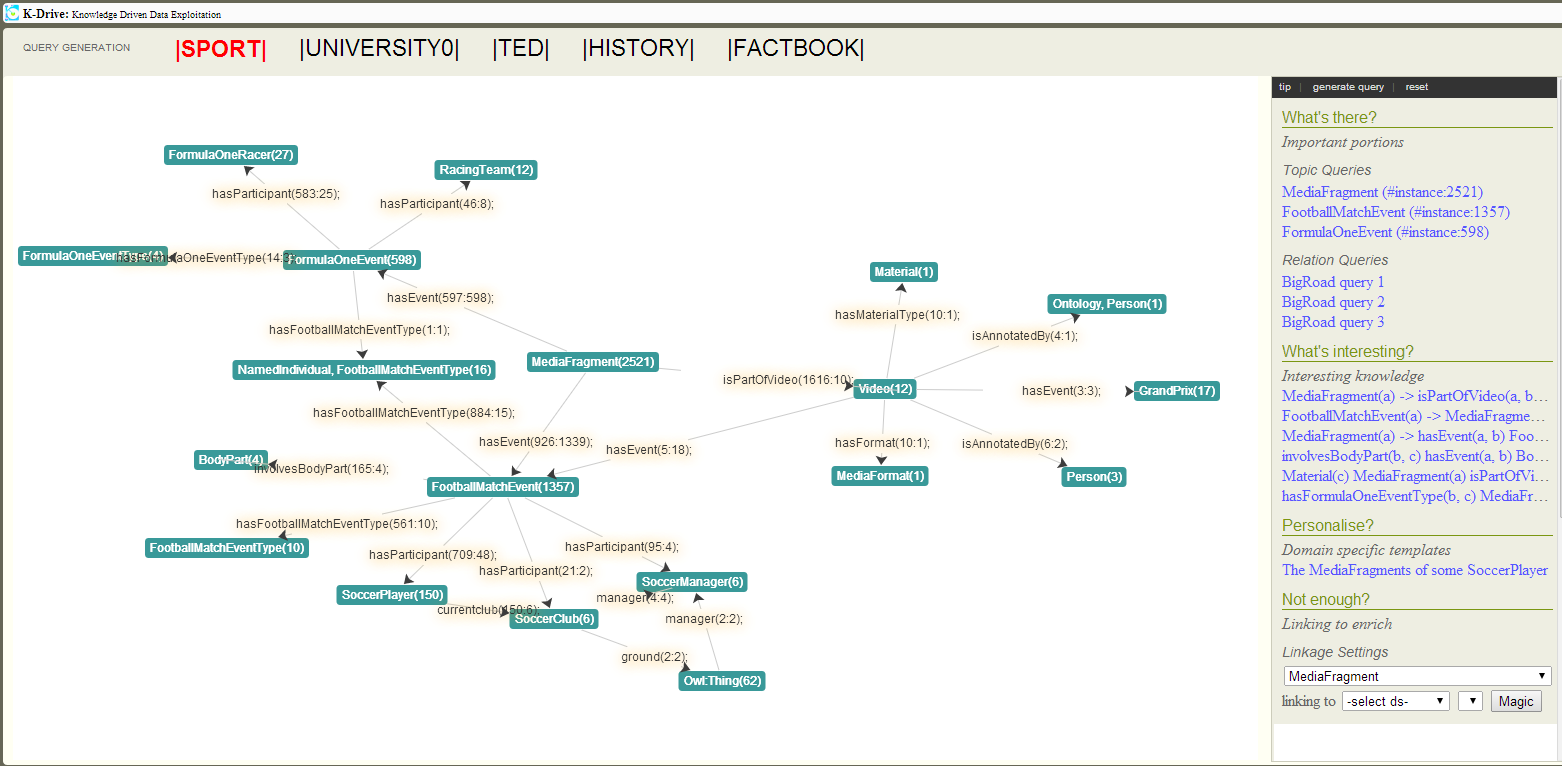 K-Drive: Knowledge Driven Data Exploitation
QUERY GENERATION |SPORT| |UNIVERSITY0| |TED| |HISTORY| |FACTBOOK|
FormulaOneRacer(27)
RacingTeam(12)
hasParticipant(583:25);
hasParticipant(46:8);
FormulaOneEventType(4)
FormulaOneEvent(598)
Material(1)
hasEvent(597:598);
Ontology, Person(1)
hasMaterialType(10:1);
hasFootballMatchEventType(1:1);
isAnnotatedBy(4:1);
MediaFragment(2521)
NamedIndividual, FootballMatchEventType(16)
isPartOfVideo(1616:10);
Video(12)
hasEvent(3:3);
GrandPrix(17)
hasFootballMatchEventType(884:15);
hasEvent(926:1339);
hasFormat(10:1);
isAnnotatedBy(6:2);
hasEvent(5:18);
BodyPart(4)
involvesBodyPart(165:4);
MediaFormat(1)
Person(3)
FootballMatchEvent(1357)
hasFootballMatchEventType(561:10);
FootballMatchEventType(10)
hasParticipant(709:48);
hasParticipant(95:4);
hasParticipant(21:2);
SoccerManager(6)
SoccerPlayer(150)
manager(4:4);
currentclub(150:6);
SoccerClub(6)
manager(2:2);
ground(2:2);
Owl:Thing(62)
tip | generate query | reset
What's there?
Important portions
Topic Queries
MediaFragment (#instance:2521)
FootballMatchEvent (#instance:1357)
FormulaOneEvent (#instance:598)
Relation Queries
BigRoad query 1
BigRoad query 2
BigRoad query 3
What's interesting?
Interesting knowledge
MediaFragment(a) -> isPartOfVideo(a, b...
FootballMatchEvent(a) -> MediaFragme...
MediaFragment(a) -> hasEvent(a, b) Foo...
involvesBodyPart(b, c) hasEvent(a, b) Bo...
Material(c) MediaFragment(a) isPartOfVi...
hasFormulaOneEventType(b, c) MediaFr...
Personalise?
Domain specific templates
The MediaFragments of some SoccerPlayer
Not enough?
Linking to enrich
Linkage Settings
MediaFragment
linking to -select ds- Magic